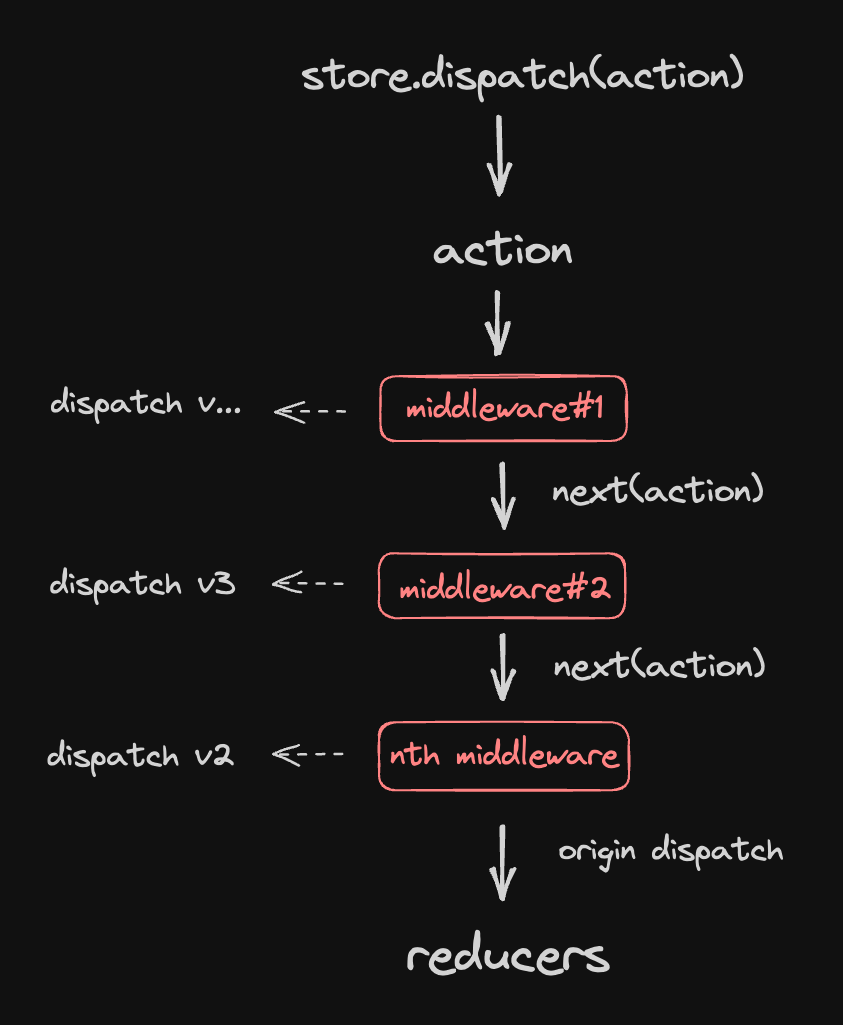 store.dispatch(action)
action
dispatch v...
middleware#1
next(action)
dispatch v3
middleware#2
next(action)
dispatch v2
nth middleware
origin dispatch
reducers